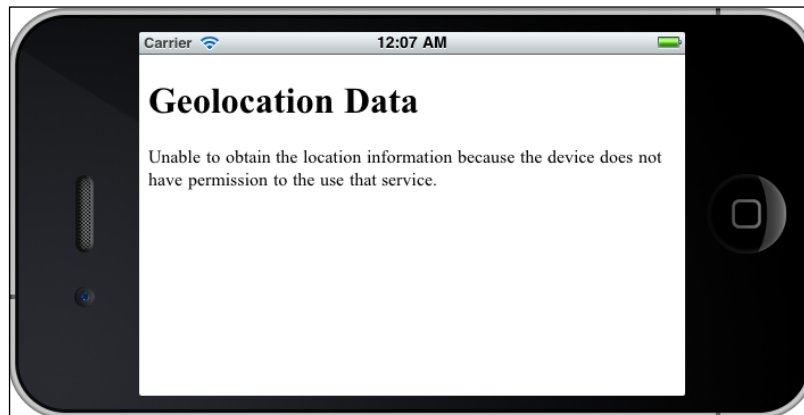 Carrier 12:07 AM
Geolocation Data
Unable to obtain the location information because the device does not
have permission to the use that service.